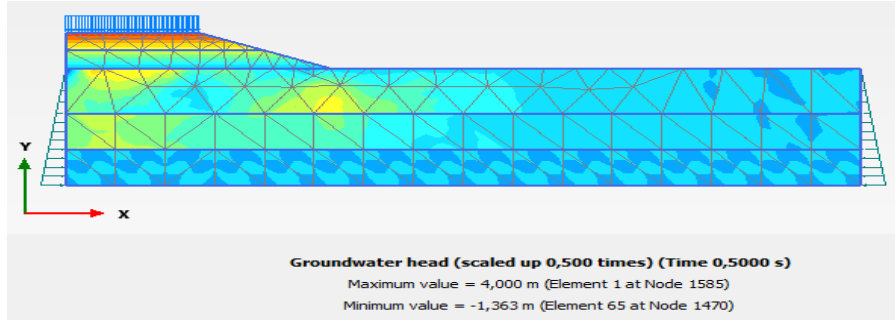 Y
X
Groundwater head (scaled up 0,500 times) (Time 0,5000 s)
Maximum value = 4,000 m (Element 1 at Node 1585)
Minimum value = -1,363 m (Element 65 at Node 1470)